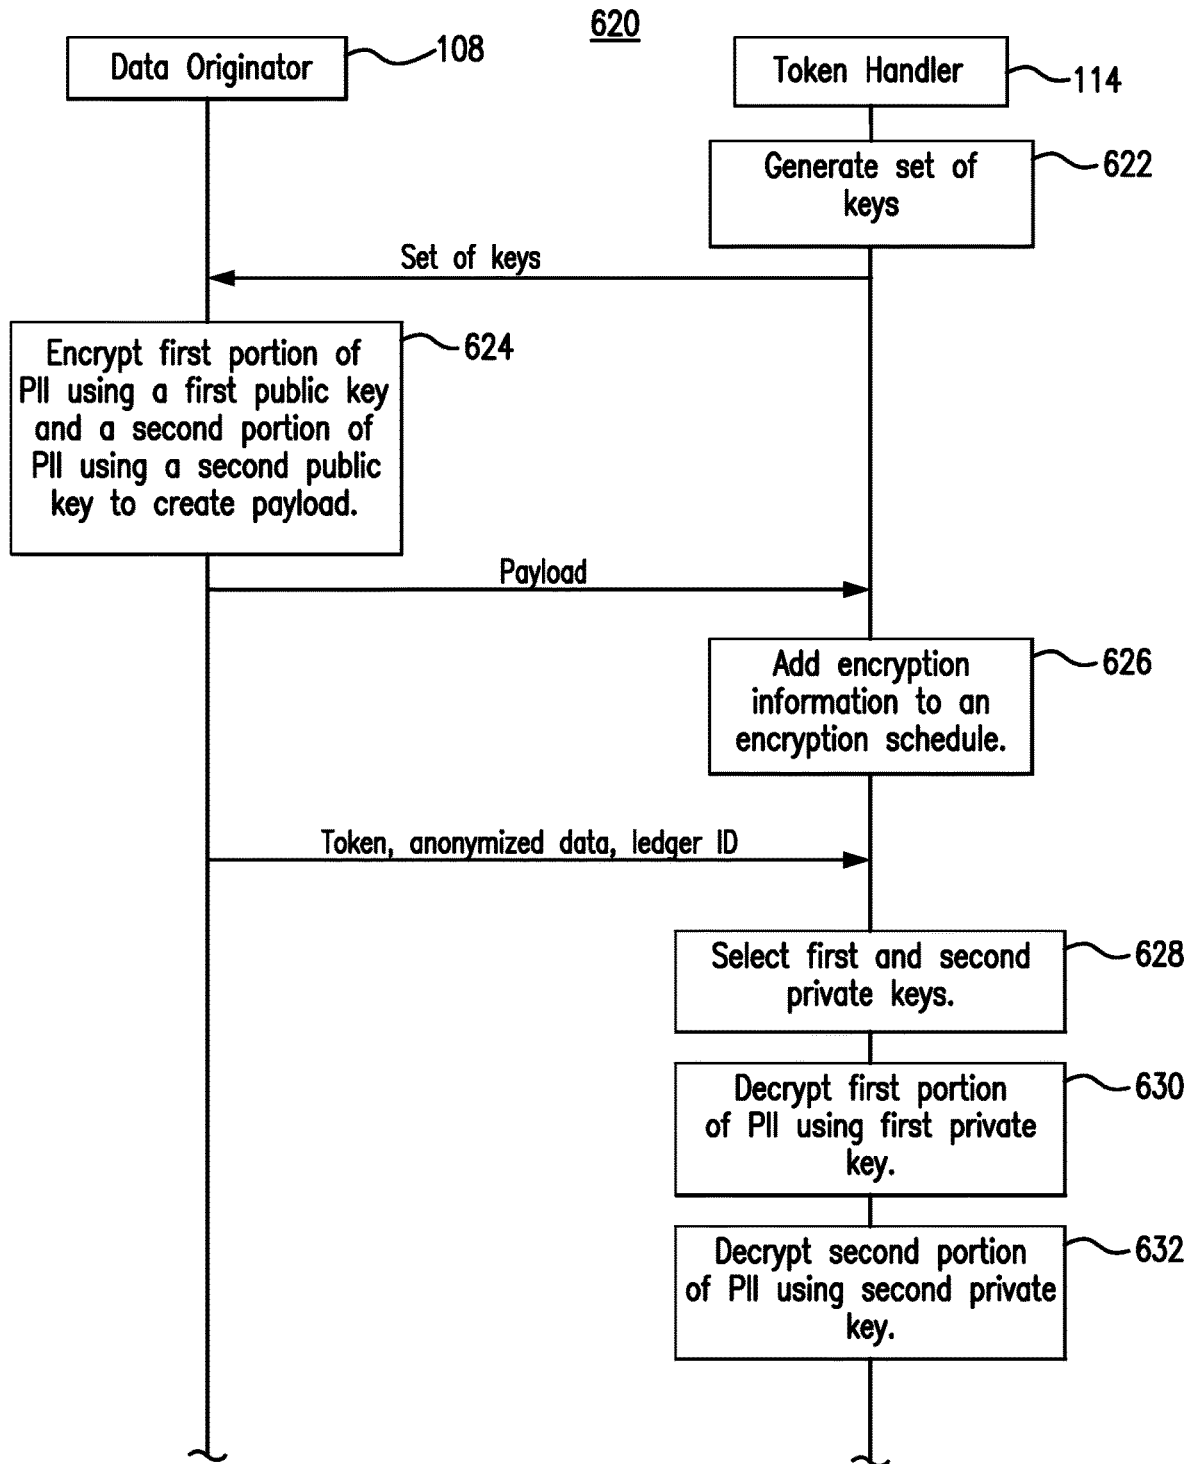 620
Data Originator
108
Token Handler
114
Generate set of
keys
622
Set of keys
Encrypt first portion of
PII using a first public key
and a second portion of
PII using a second public
key to create payload.
624
Payload
Add encryption
information to an
encryption schedule.
626
Token, anonymized data, ledger ID
Select first and second
private keys.
628
Decrypt first portion
of PII using first private
key.
630
Decrypt second portion
of PII using second private
key.
632